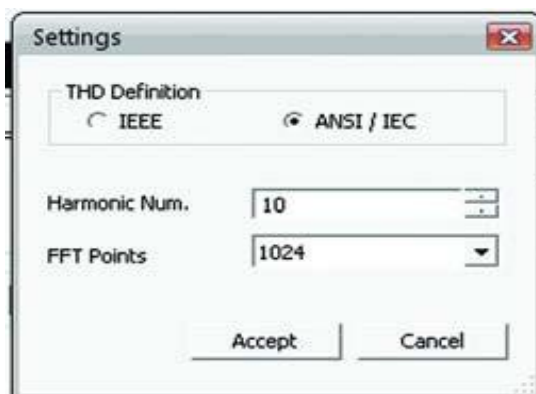 Settings
THD Definition
IEEE ANSI / IEC
Harmonic Num. 10
FFT Points 1024
Accept Cancel